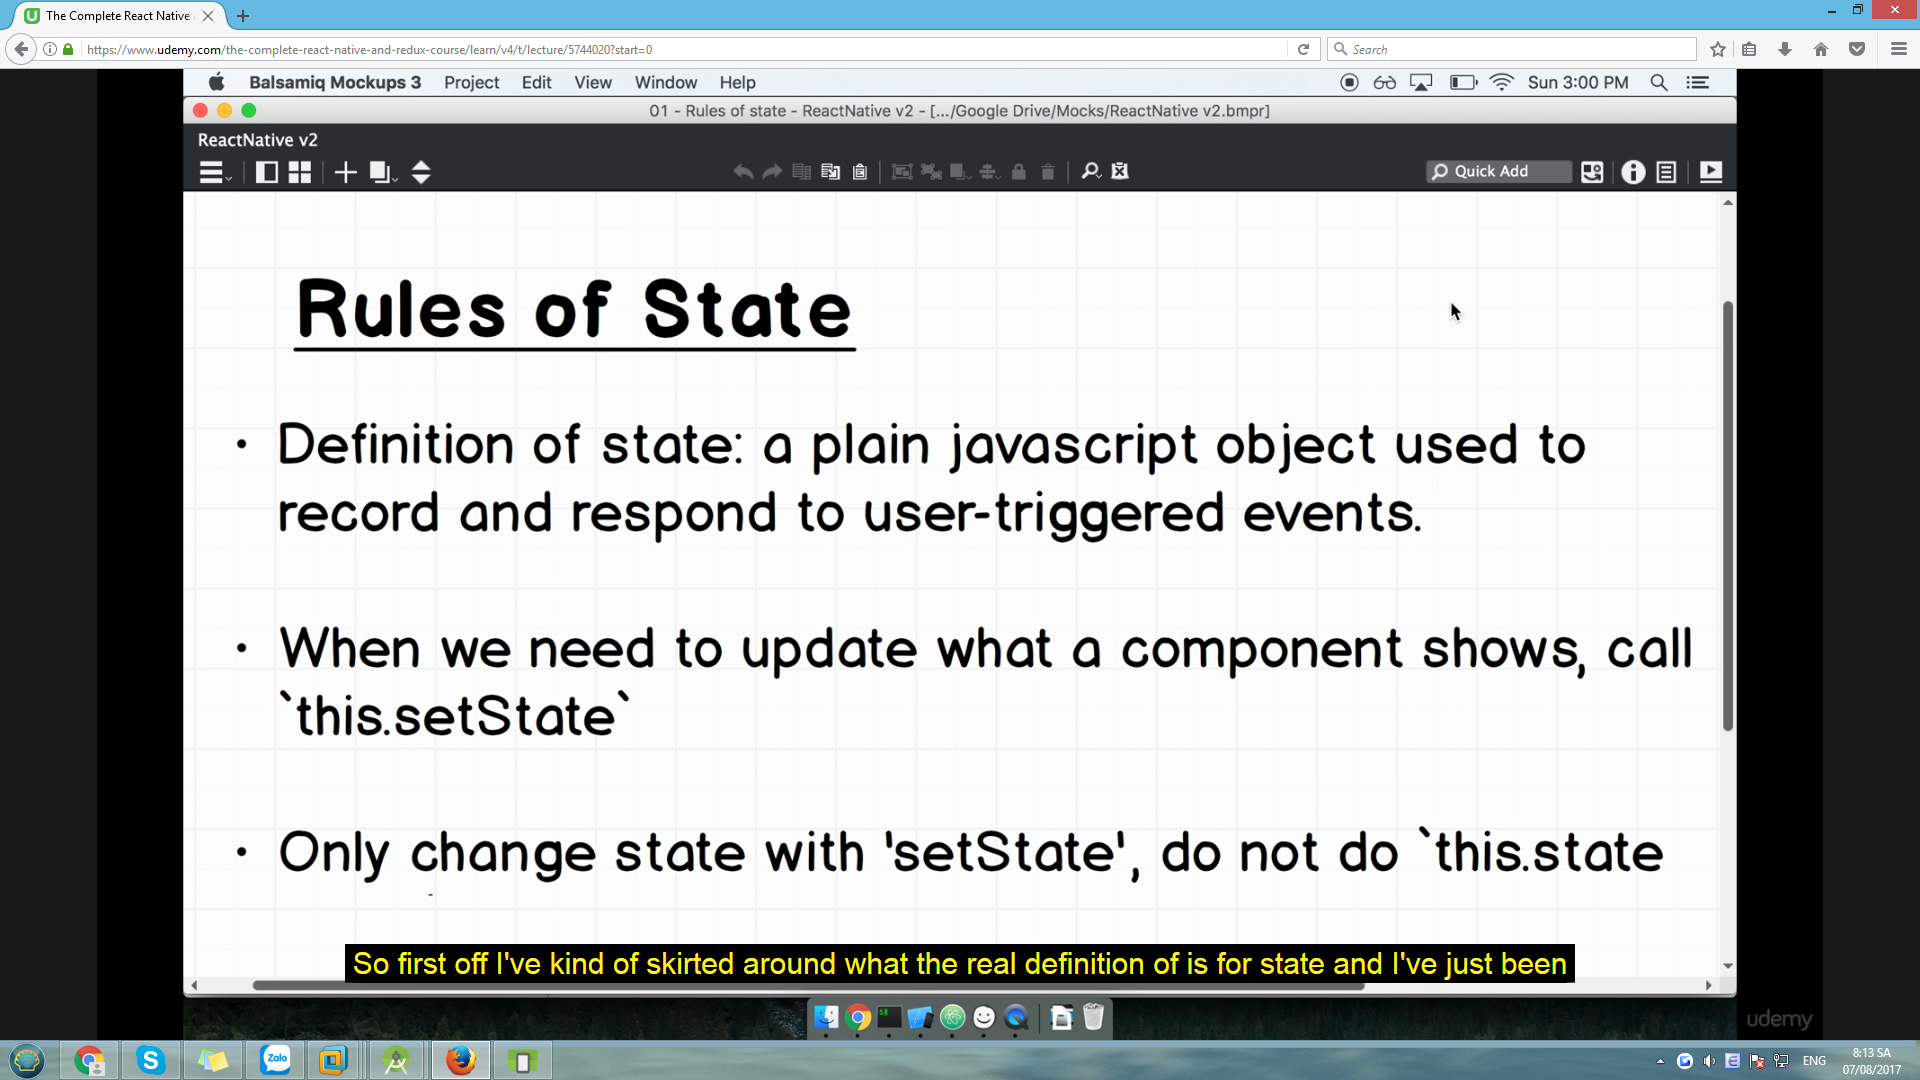 The Complete React Native
https://www.udemy.com/the-complete-react-native-and-redux-course/learn/v4/t/lecture/5744020?start=0
Search
Balsamiq Mockups 3 Project Edit View Window Help
Sun 3:00 PM
01 - Rules of state - ReactNative v2 - [.../Google Drive/Mocks/ReactNative v2.bmpr]
ReactNative v2
Quick Add
Rules of State
• Definition of state: a plain javascript object used to
record and respond to user-triggered events.
• When we need to update what a component shows, call
`this.setState`
• Only change state with 'setState', do not do `this.state
So first off I've kind of skirted around what the real definition of is for state and I've just been
udemy
Zalo
ENG
8:13 SA
07/08/2017